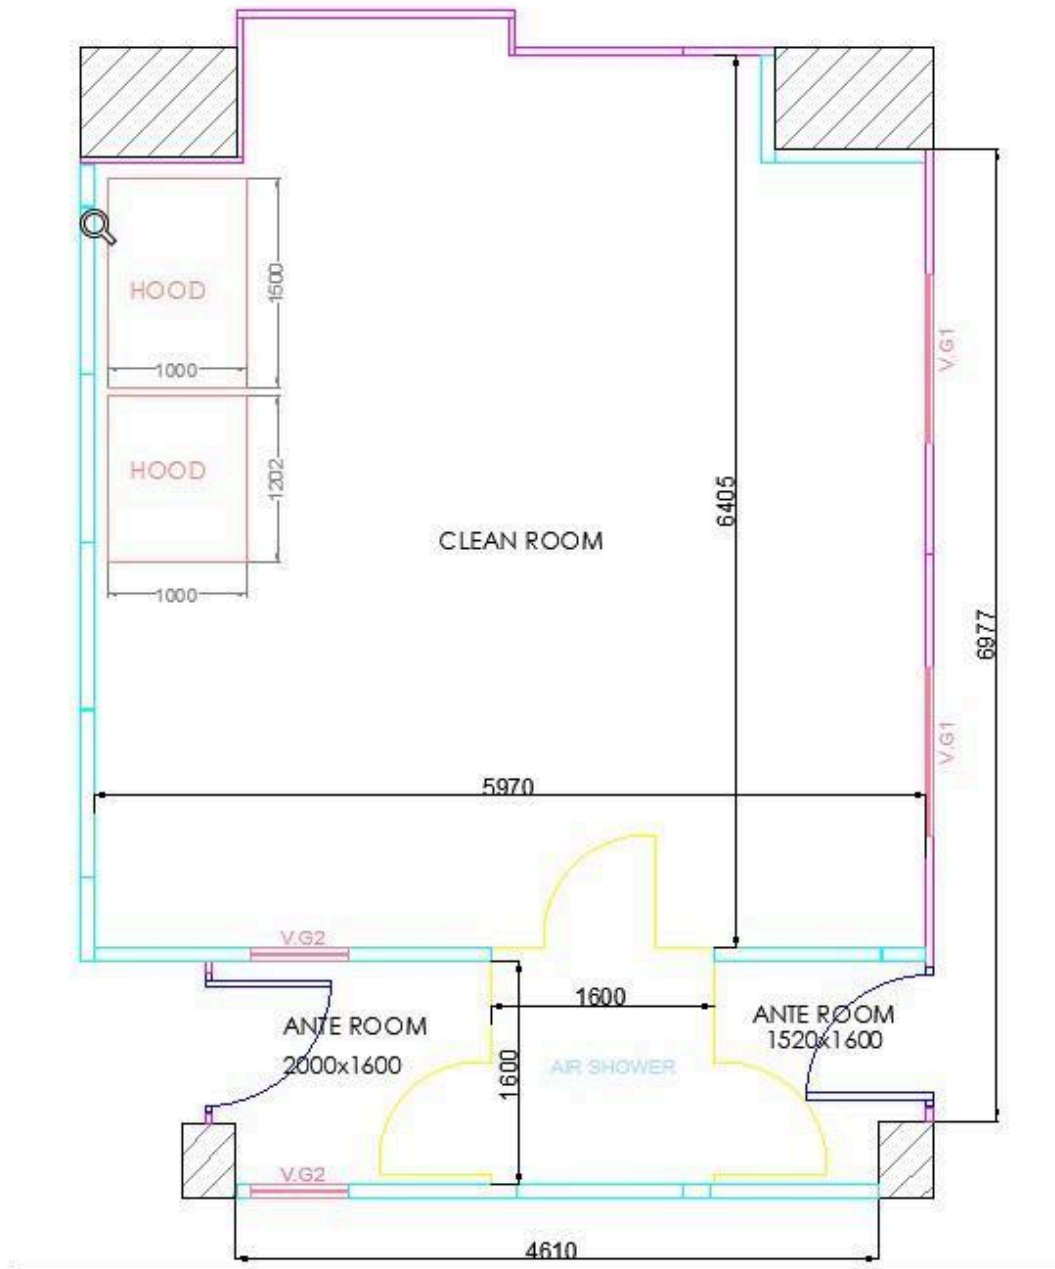 HOOD
1500
1000
V.G1
HOOD
1202
6405
CLEAN ROOM
1000
6977
V.G1
5970
V.G2
1600
ANTE ROOM
1520x1600
ANTE ROOM
2000x1600
1600
AIR SHOWER
V.G2
4610